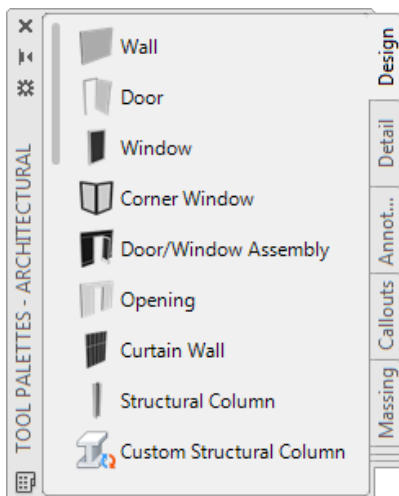 TOOL PALETTES - ARCHITECTURAL
Wall
Door
Window
Corner Window
Door/Window Assembly
Opening
Curtain Wall
Structural Column
Custom Structural Column
Design
Detail
Annot...
Callouts
Massing